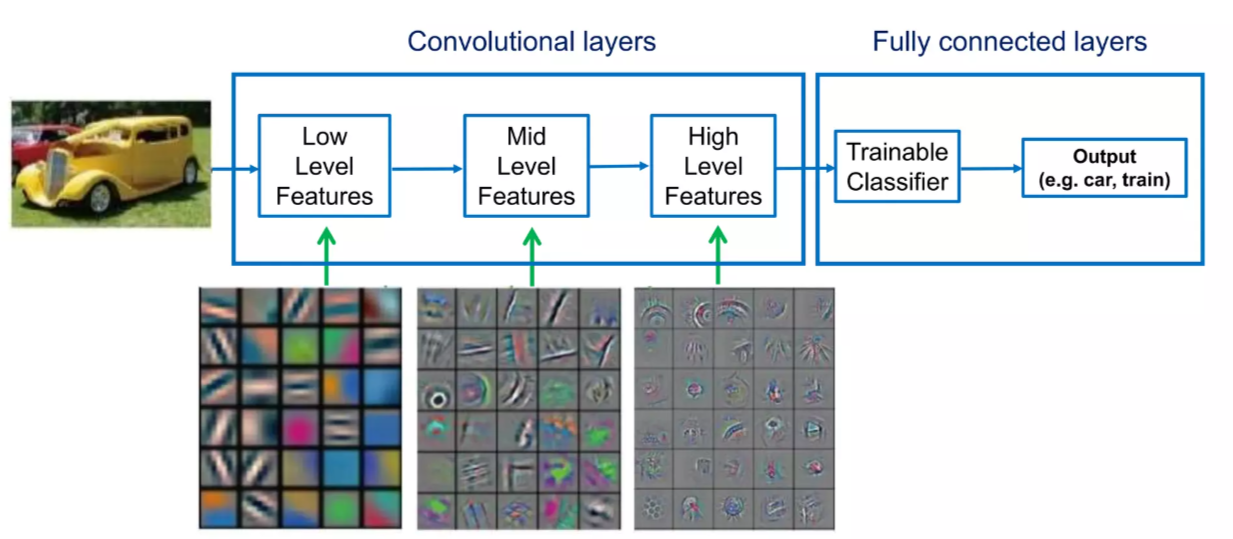 Convolutional layers
Fully connected layers
Low
Level
Features
Mid
Level
Features
High
Level
Features
Trainable
Classifier
Output
(e.g. car, train)